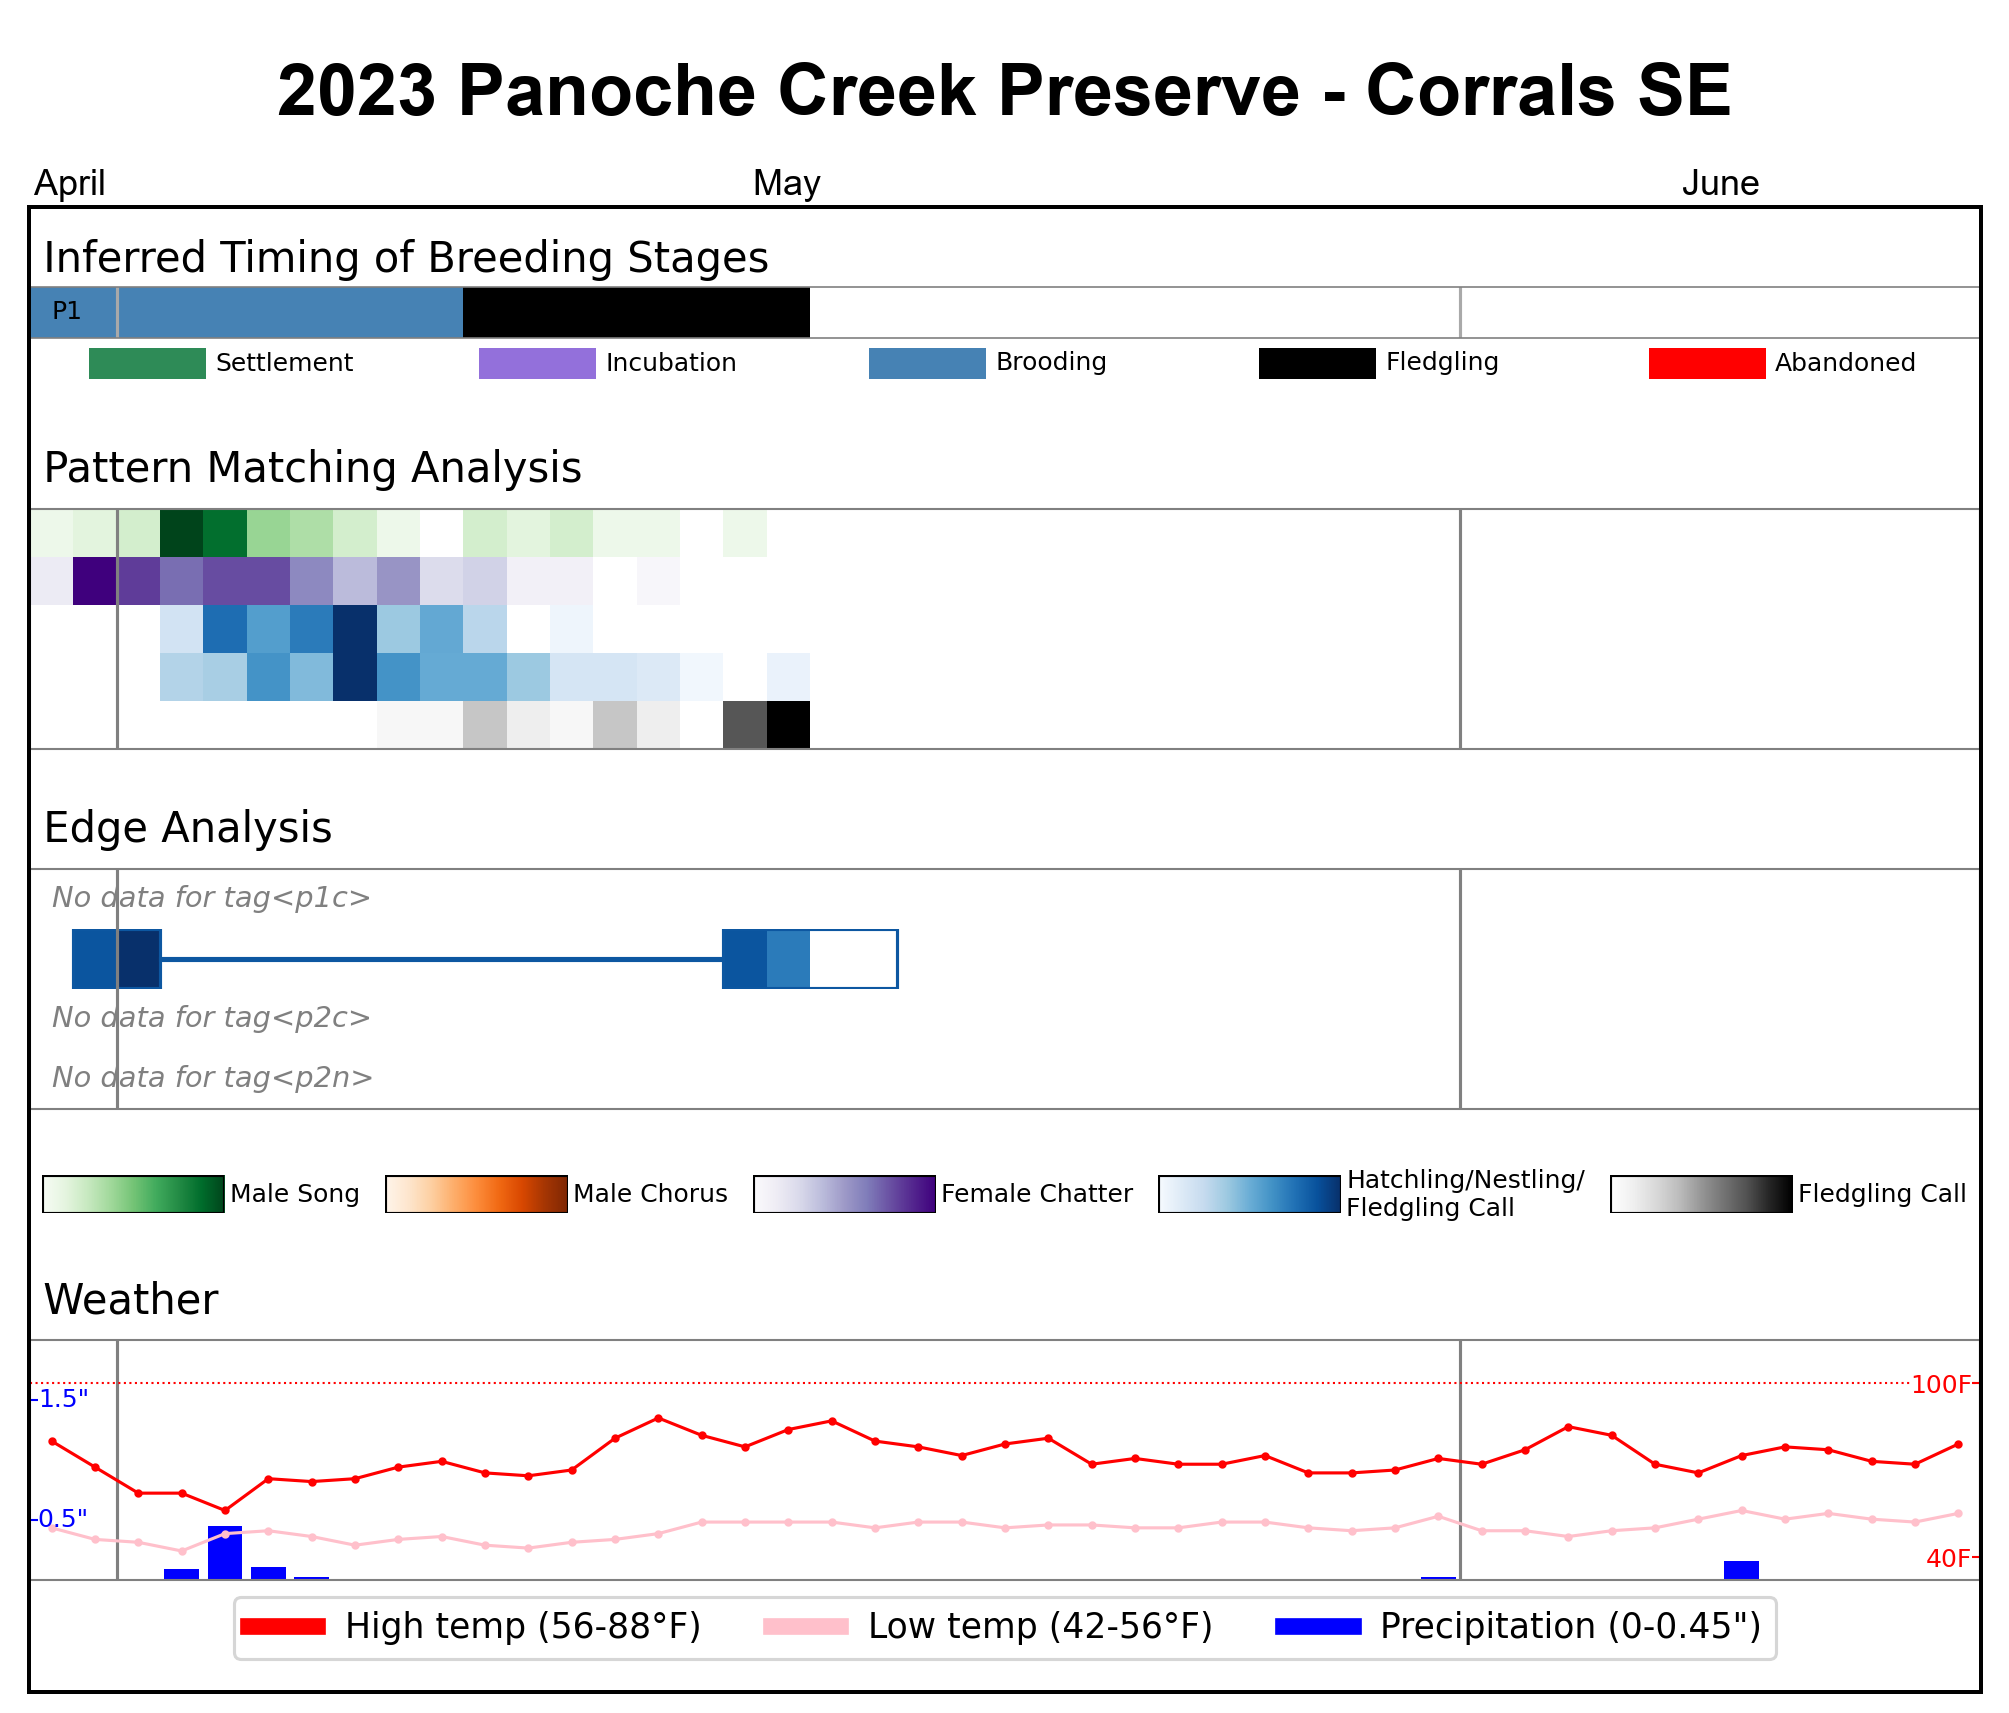 2023 Panoche Creek Preserve - Corrals SE
April May June
Inferred Timing of Breeding Stages
P1
Settlement Incubation Brooding Fledgling Abandoned
Pattern Matching Analysis
Edge Analysis
No data for tag<p1c>
No data for tag<p2c>
No data for tag<p2n>
Male Song Male Chorus Female Chatter Hatchling/Nestling/
Fledgling Call Fledgling Call
Weather
1.5" 100F
0.5"
40F
High temp (56-88°F) Low temp (42-56°F) Precipitation (0-0.45")